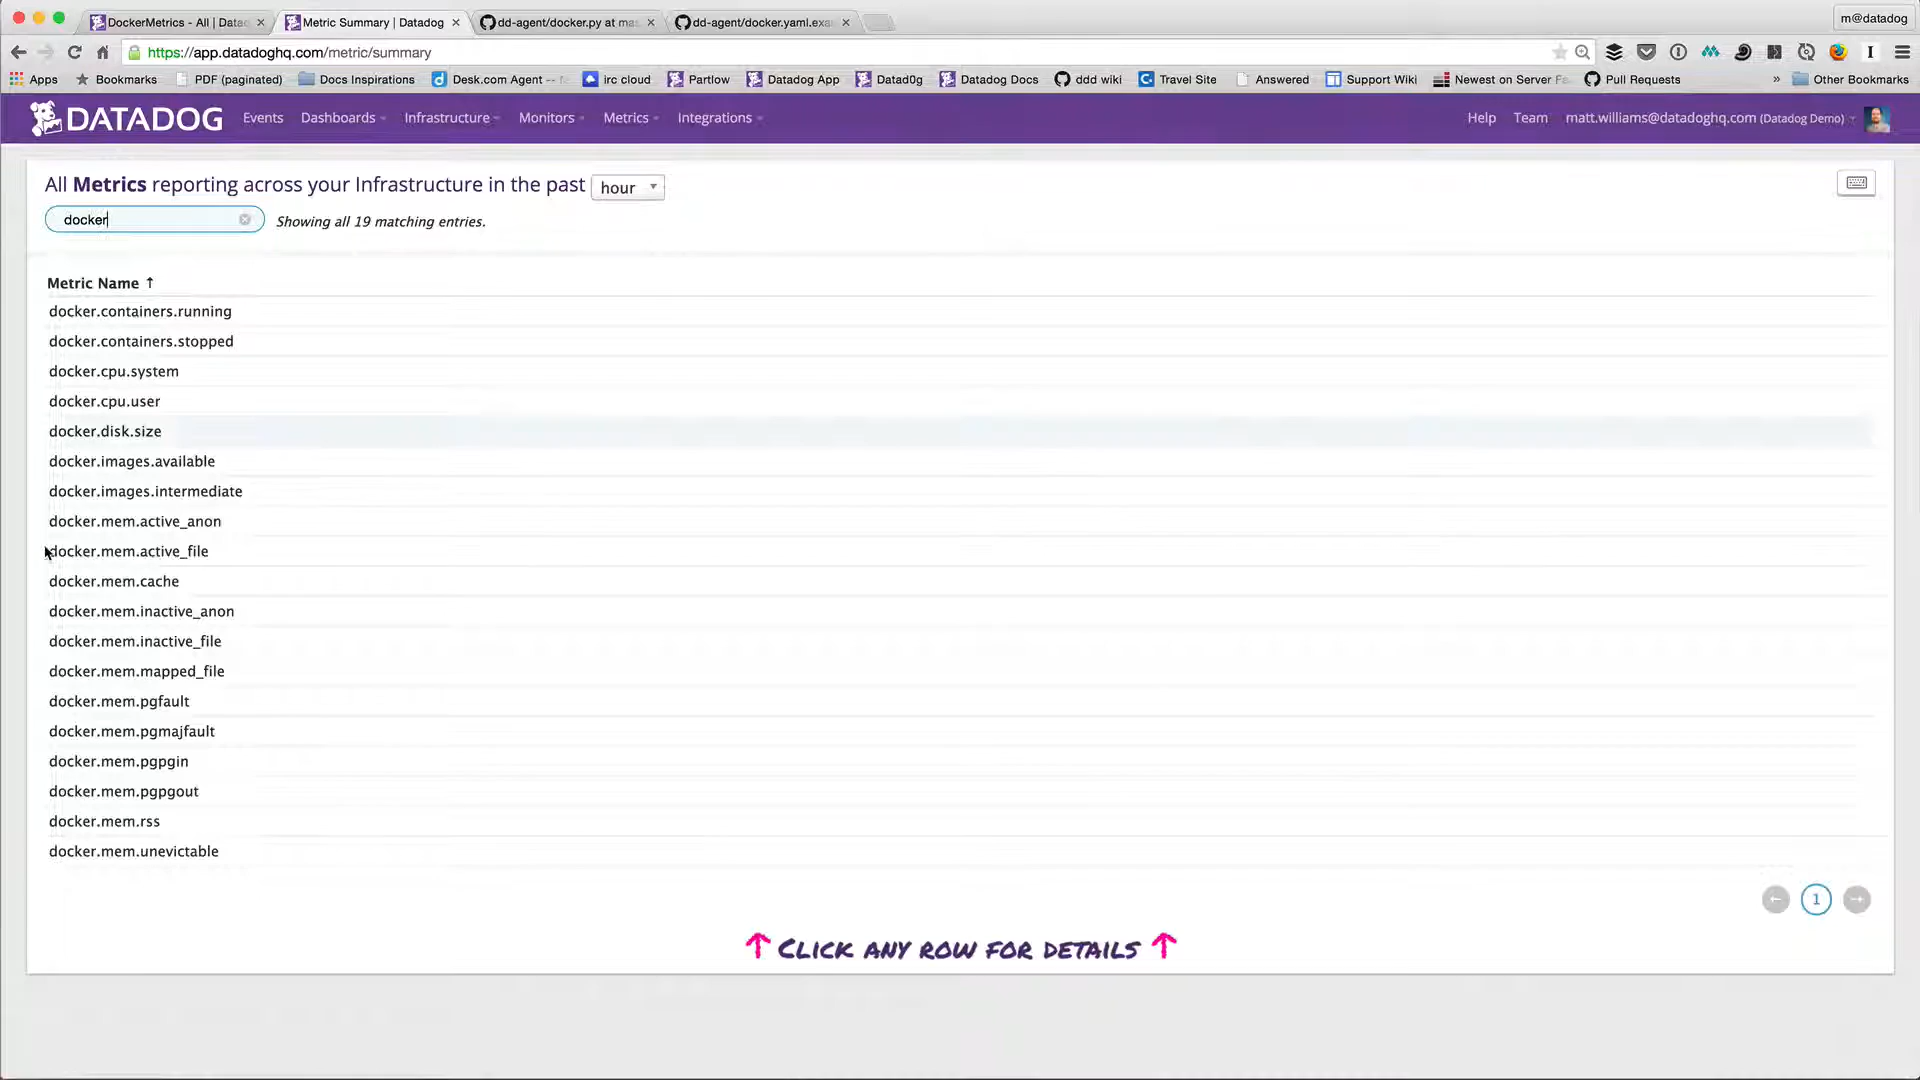 DockerMetrics - All | Datad
Metric Summary | Datadog
dd-agent/docker.py at mas
dd-agent/docker.yaml.exa
m@datadog
https://app.datadoghq.com/metric/summary
Apps
Bookmarks
PDF (paginated)
Docs Inspirations
Desk.com Agent --
irc cloud
Partlow
Datadog App
Datad0g
Datadog Docs
ddd wiki
Travel Site
Answered
Support Wiki
Newest on Server Fa
Pull Requests
»
Other Bookmarks
DATADOG
Events
Dashboards
Infrastructure
Monitors
Metrics
Integrations
Help
Team
matt.williams@datadoghq.com (Datadog Demo)
All Metrics reporting across your Infrastructure in the past hour
docker
Showing all 19 matching entries.
Metric Name ↑
docker.containers.running
docker.containers.stopped
docker.cpu.system
docker.cpu.user
docker.disk.size
docker.images.available
docker.images.intermediate
docker.mem.active_anon
docker.mem.active_file
docker.mem.cache
docker.mem.inactive_anon
docker.mem.inactive_file
docker.mem.mapped_file
docker.mem.pgfault
docker.mem.pgmajfault
docker.mem.pgpgin
docker.mem.pgpgout
docker.mem.rss
docker.mem.unevictable
← 1 →
↑ Click any row for details ↑